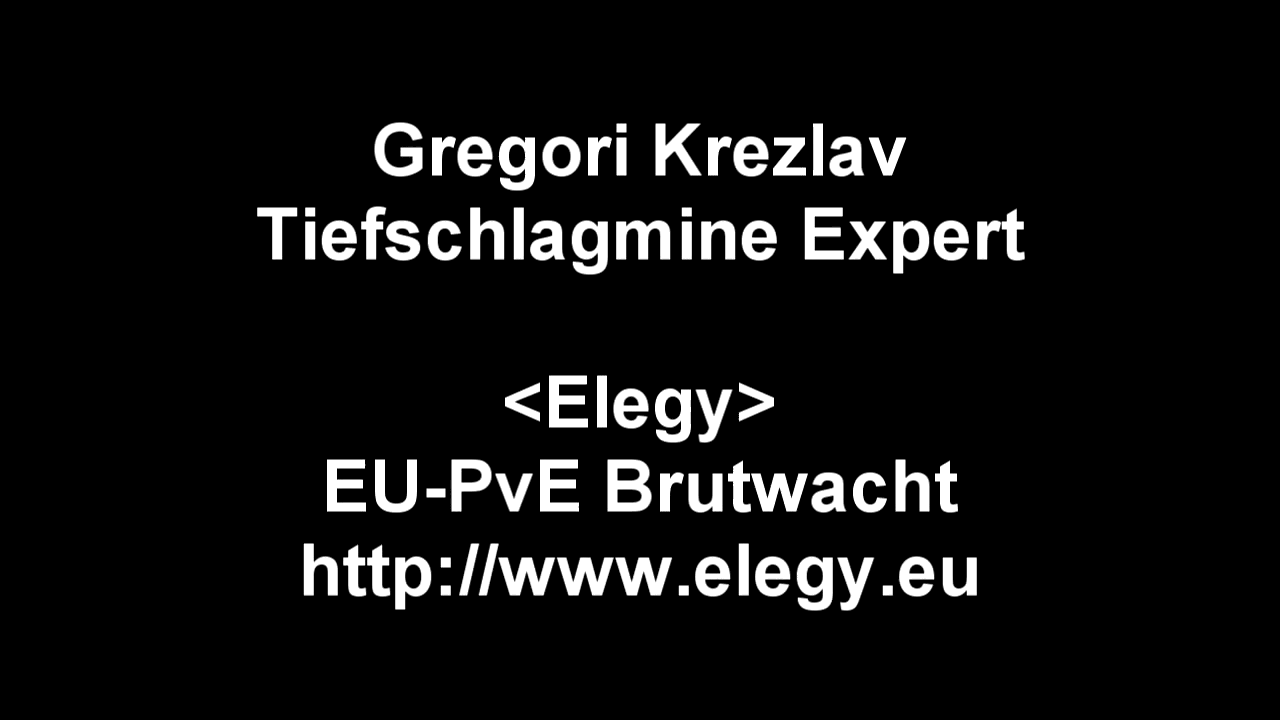 Gregori Krezlav
Tiefschlagmine Expert
<Elegy>
EU-PvE Brutwacht
http://www.elegy.eu